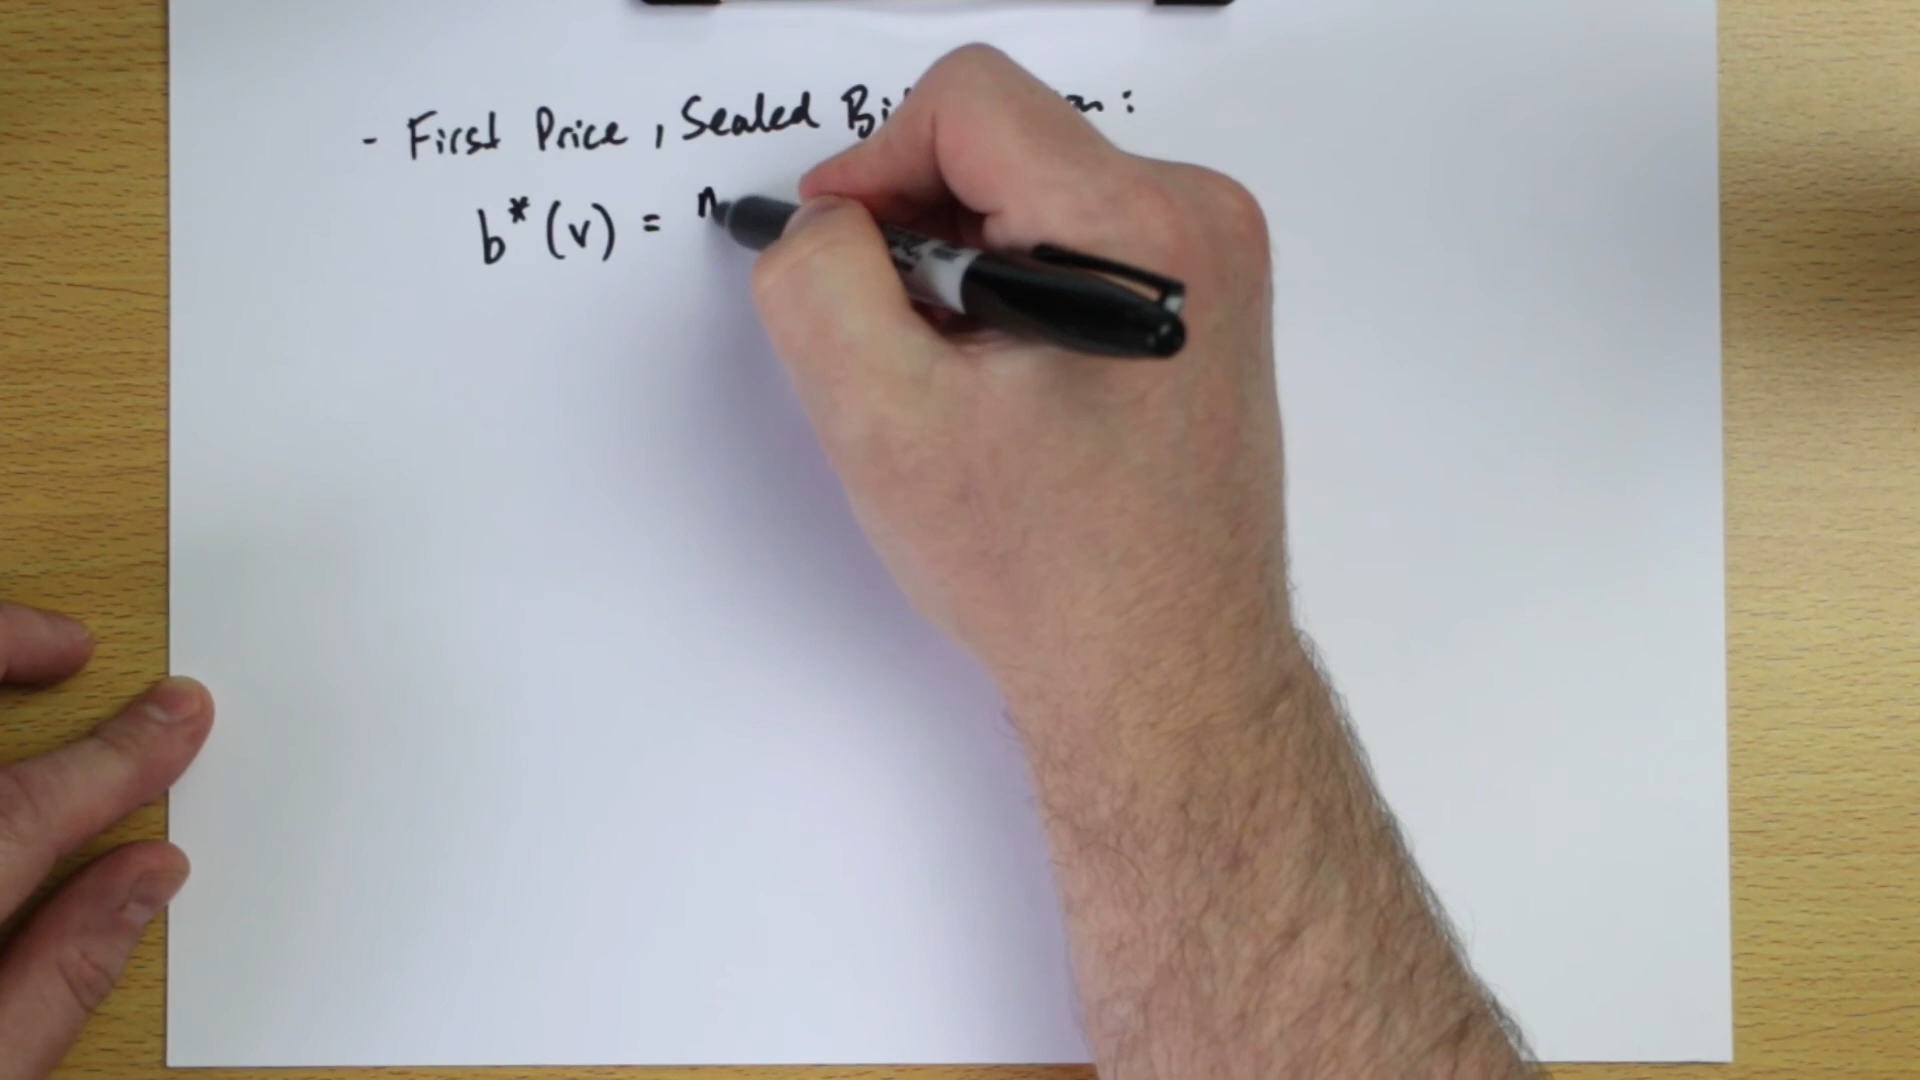 - First Price, Sealed
b*(v) = n